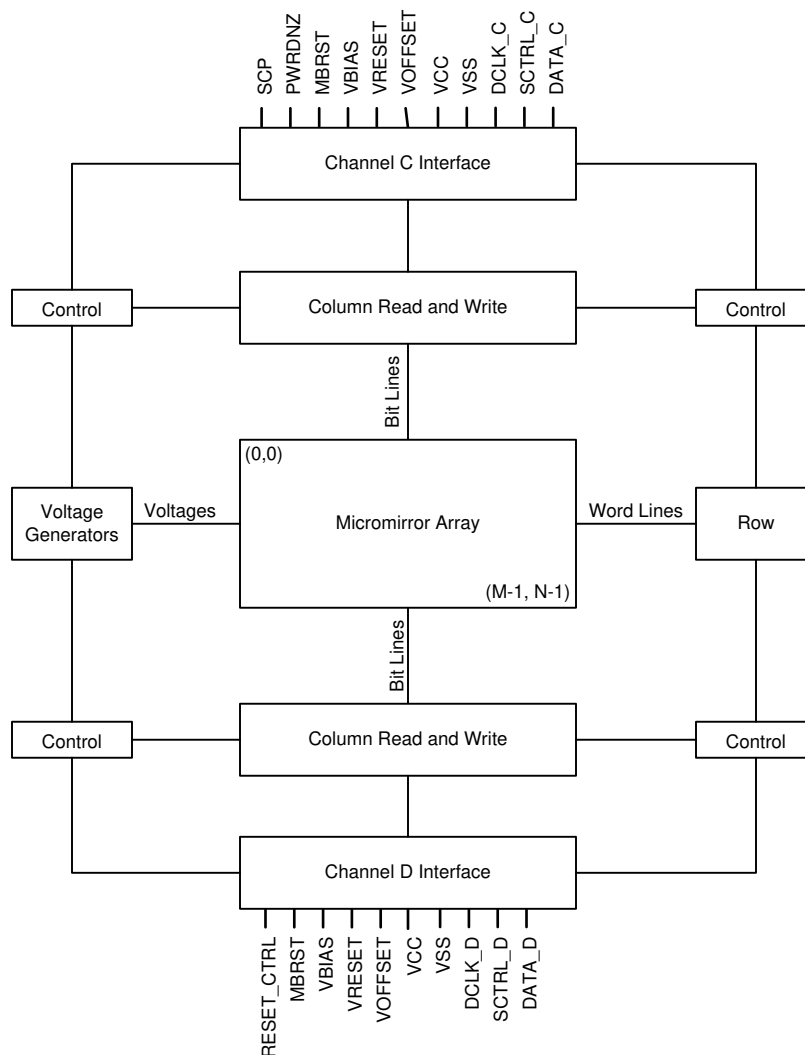 SCP
PWRDNZ
MBRST
VBIAS
VRESET
VOFFSET
VCC
VSS
DCLK_C
SCTRL_C
DATA_C
Channel C Interface
Control
Column Read and Write
Control
Bit Lines
(0,0)
Voltage
Generators
Voltages
Micromirror Array
Word Lines
Row
(M-1, N-1)
Bit Lines
Control
Column Read and Write
Control
Channel D Interface
RESET_CTRL
MBRST
VBIAS
VRESET
VOFFSET
VCC
VSS
DCLK_D
SCTRL_D
DATA_D